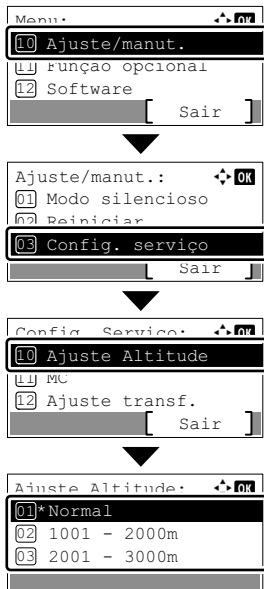 Menu: OK
10 Ajuste/manut.
11 Função opcional
12 Software
[ Sair ]
Ajuste/manut.: OK
01 Modo silencioso
02 Reiniciar
03 Config. serviço
[ Sair ]
Config. Serviço: OK
10 Ajuste Altitude
11 MC
12 Ajuste transf.
[ Sair ]
Ajuste Altitude: OK
01 *Normal
02 1001 - 2000m
03 2001 - 3000m